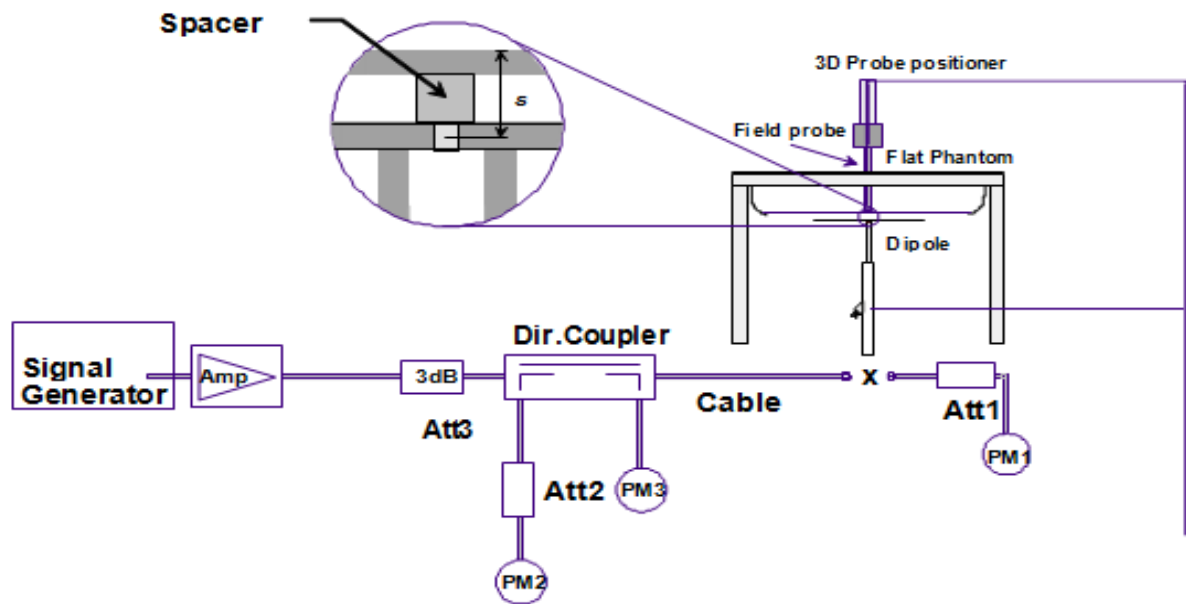 Spacer
s
3D Probe positioner
Field probe
Flat Phantom
Dipole
Signal
Generator
Amp
3dB
Att3
Dir.Coupler
Cable
x
Att1
PM1
Att2
PM3
PM2